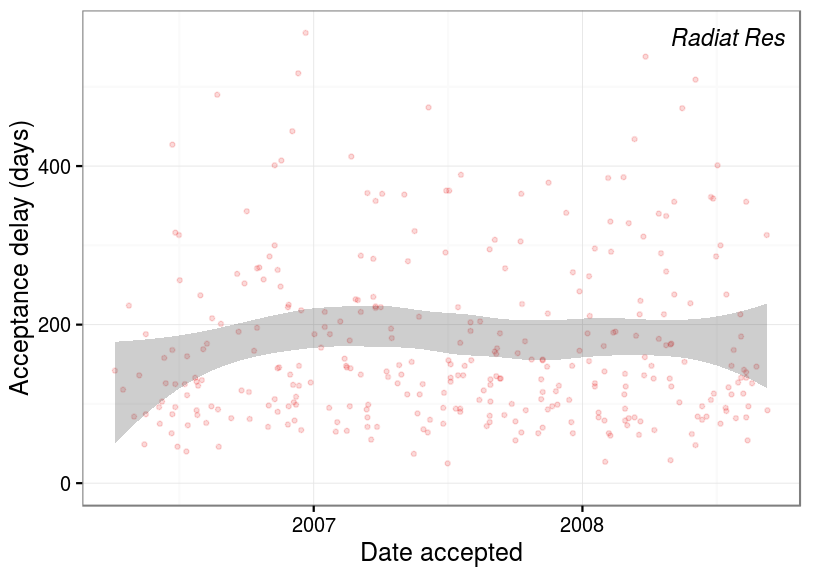 Radiat Res
Acceptance delay (days)
400
200
0
2007 2008
Date accepted